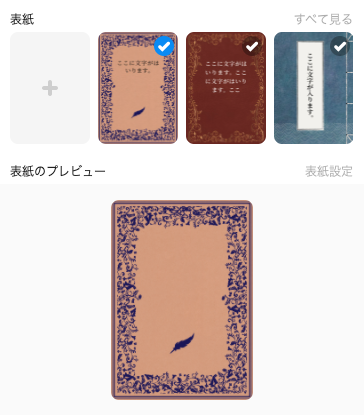 表紙
すべて見る
ここに文字がは
いります。
ここに文字がは
いります。ここ
に文字がはいり
ます。ここ
ここに文字が入ります。
表紙のプレビュー
表紙設定